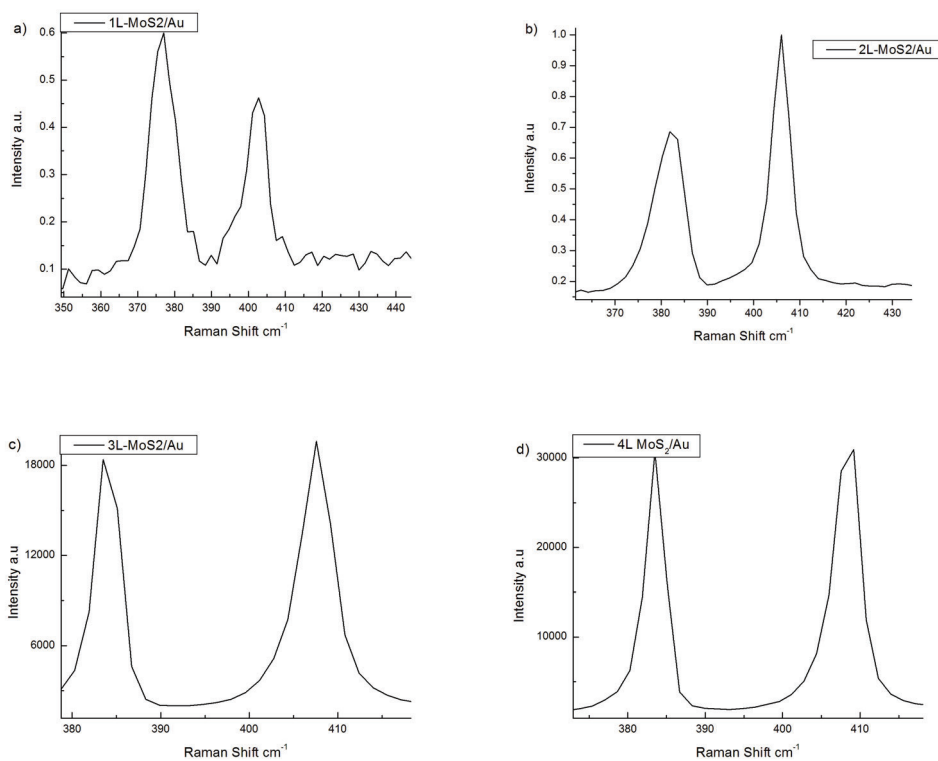 a)
1L-MoS2/Au
0.6
0.5
0.4
0.3
0.2
0.1
Intensity a.u.
350 360 370 380 390 400 410 420 430 440
Raman Shift cm-1
b)
2L-MoS2/Au
1.0
0.9
0.8
0.7
0.6
0.5
0.4
0.3
0.2
Intensity a.u
370 380 390 400 410 420 430
Raman Shift cm-1
c)
3L-MoS2/Au
18000
12000
6000
Intensity a.u
380 390 400 410
Raman Shift cm-1
d)
4L MoS2/Au
30000
20000
10000
Intensity a.u
380 390 400 410
Raman Shift cm-1